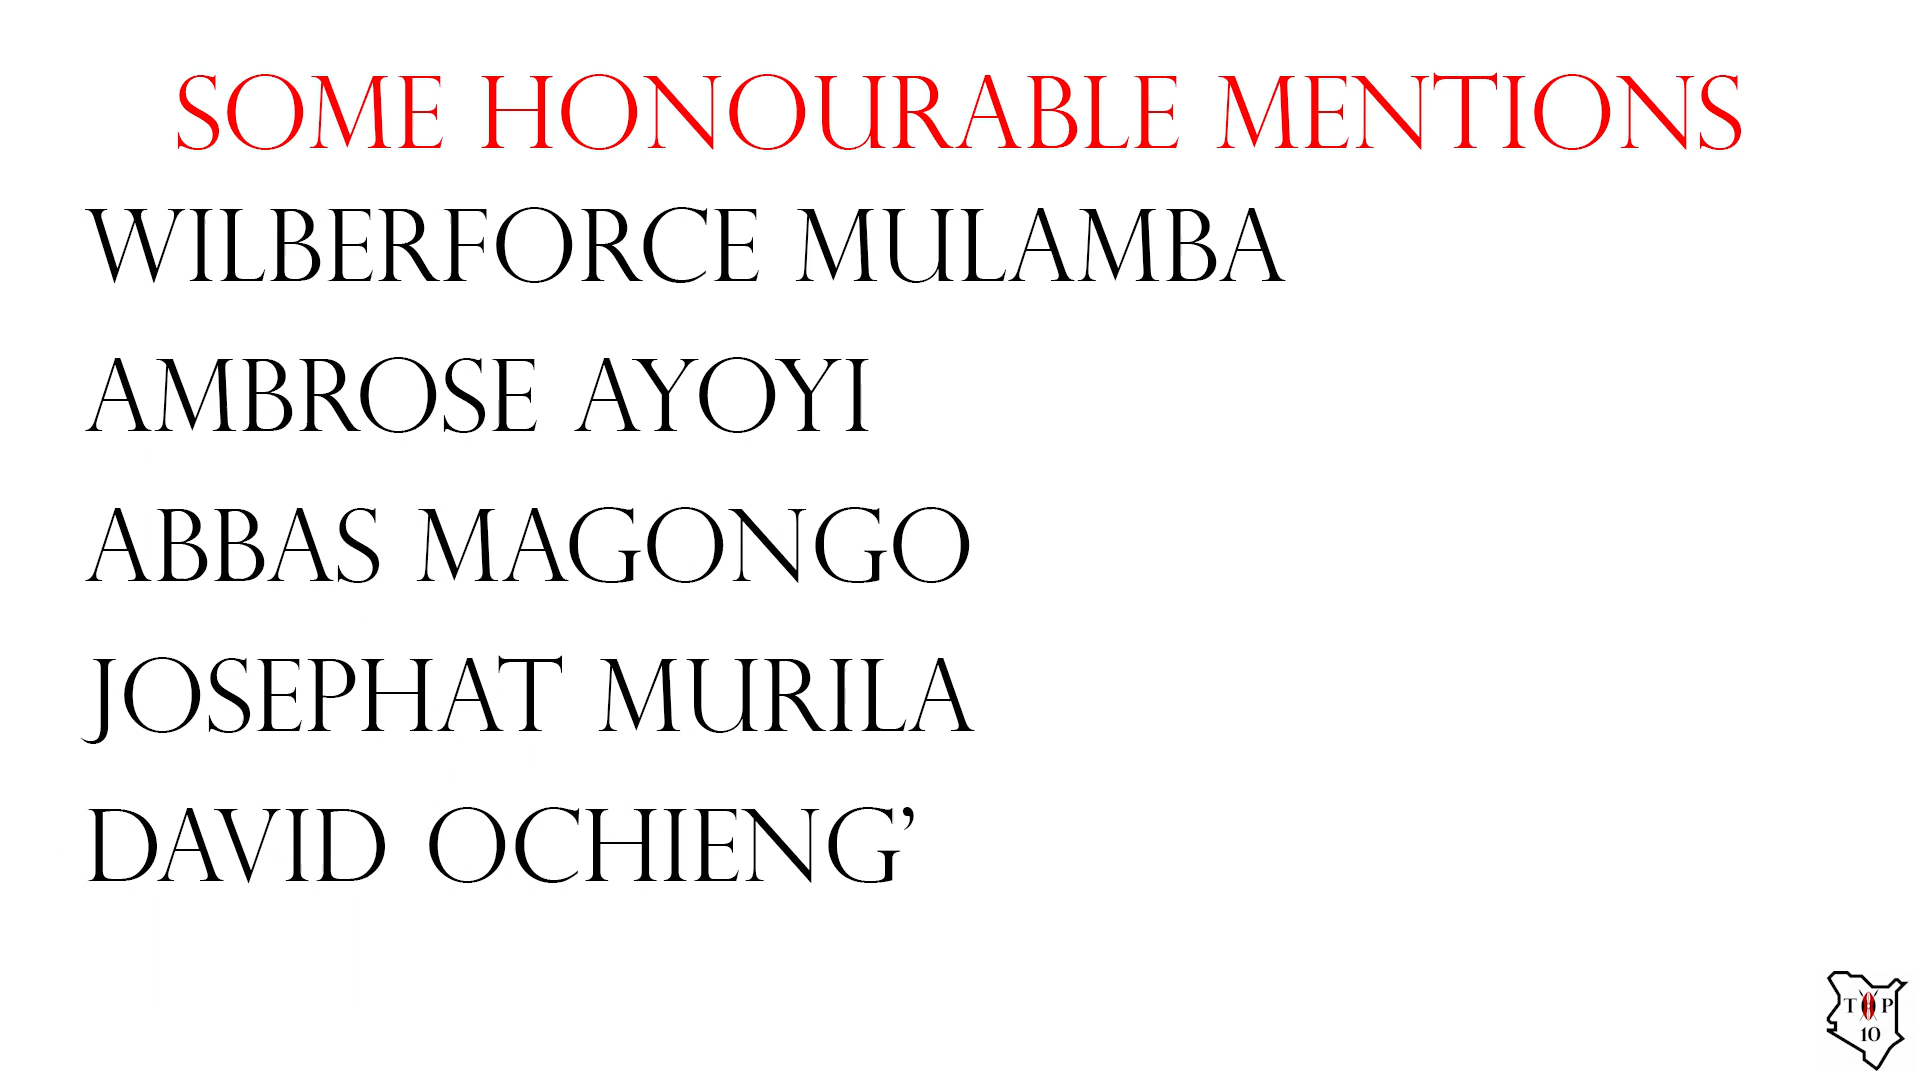 SOME HONOURABLE MENTIONS
WILBERFORCE MULAMBA
AMBROSE AYOYI
ABBAS MAGONGO
JOSEPHAT MURILA
DAVID OCHIENG’
T P
10